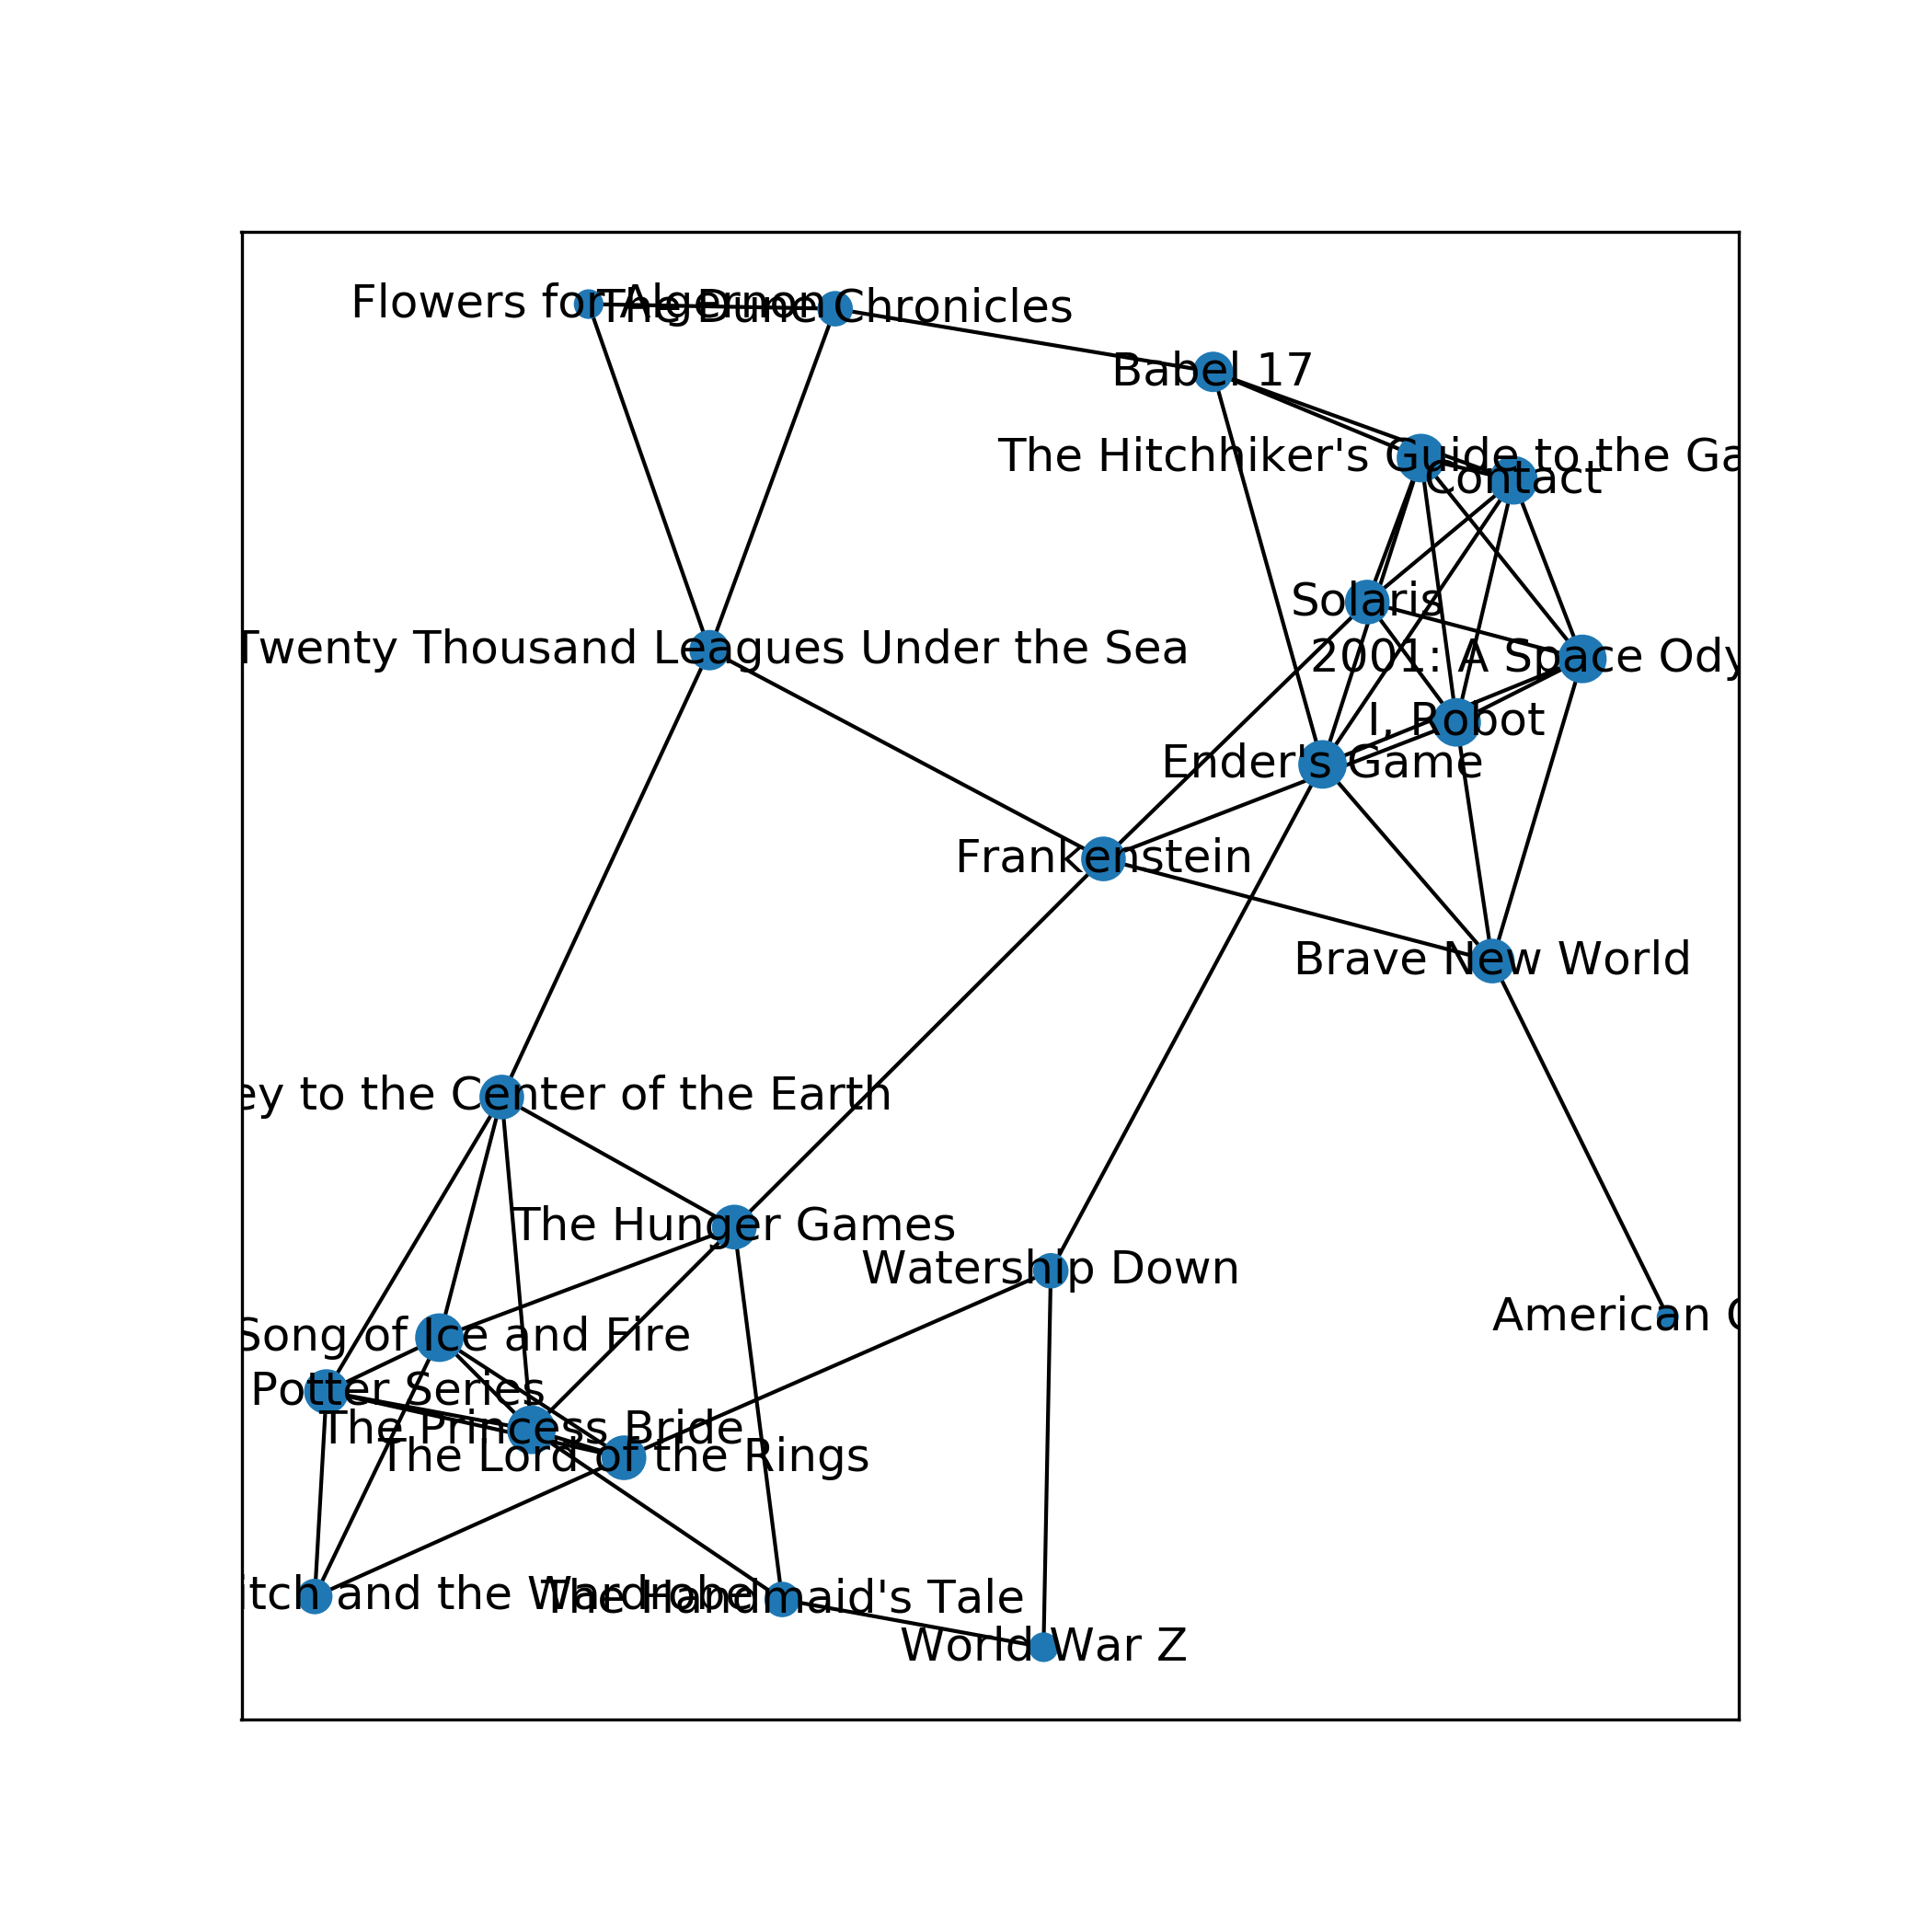 Flowers for Algernon
The Dune Chronicles
Babel 17
The Hitchhiker's Guide to the Ga
Contact
Solaris
Twenty Thousand Leagues Under the Sea
2001: A Space Ody
I, Robot
Ender's Game
Frankenstein
Brave New World
ey to the Center of the Earth
The Hunger Games
Watership Down
American
Song of Ice and Fire
Potter Series
The Princess Bride
The Lord of the Rings
itch and the Wardrobe
The Handmaid's Tale
World War Z